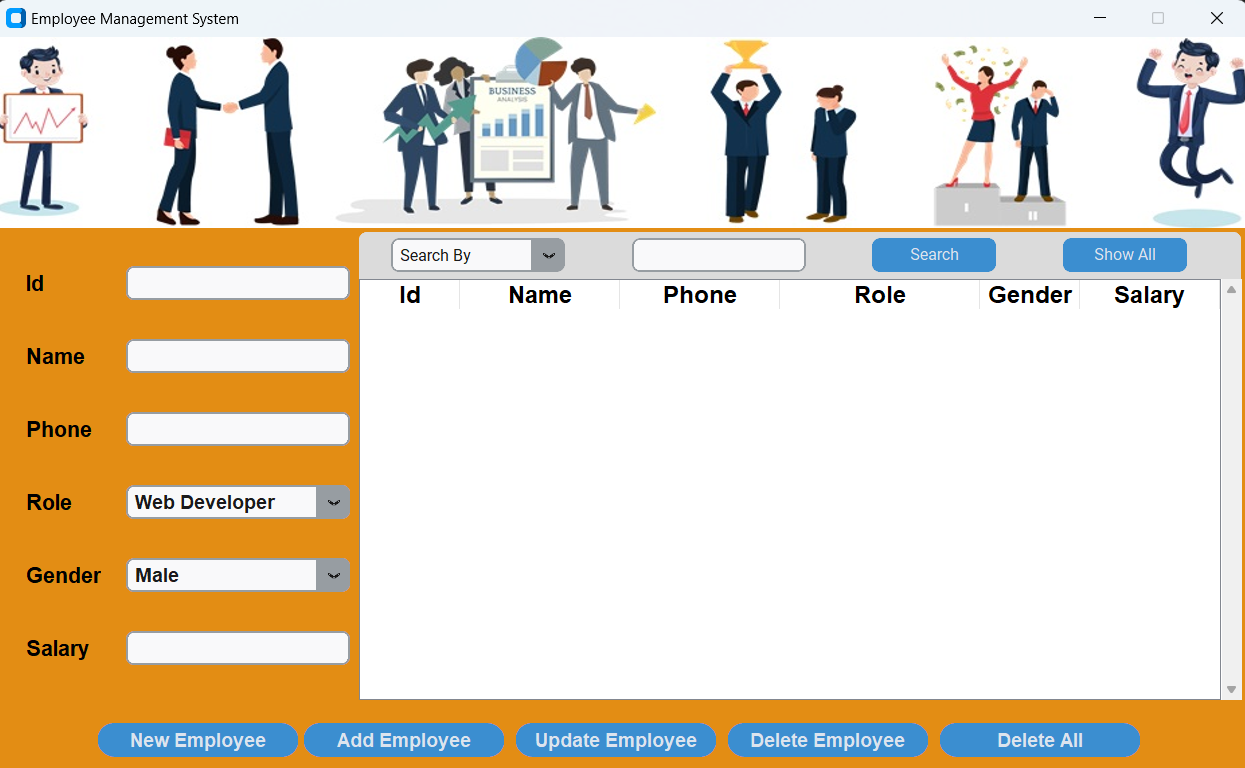 Employee Management System
BUSINESS
ANALYSIS
I
II
Search By
Search
Show All
Id
Name
Phone
Role
Gender
Salary
Id
Name
Phone
Role
Web Developer
Gender
Male
Salary
New Employee
Add Employee
Update Employee
Delete Employee
Delete All